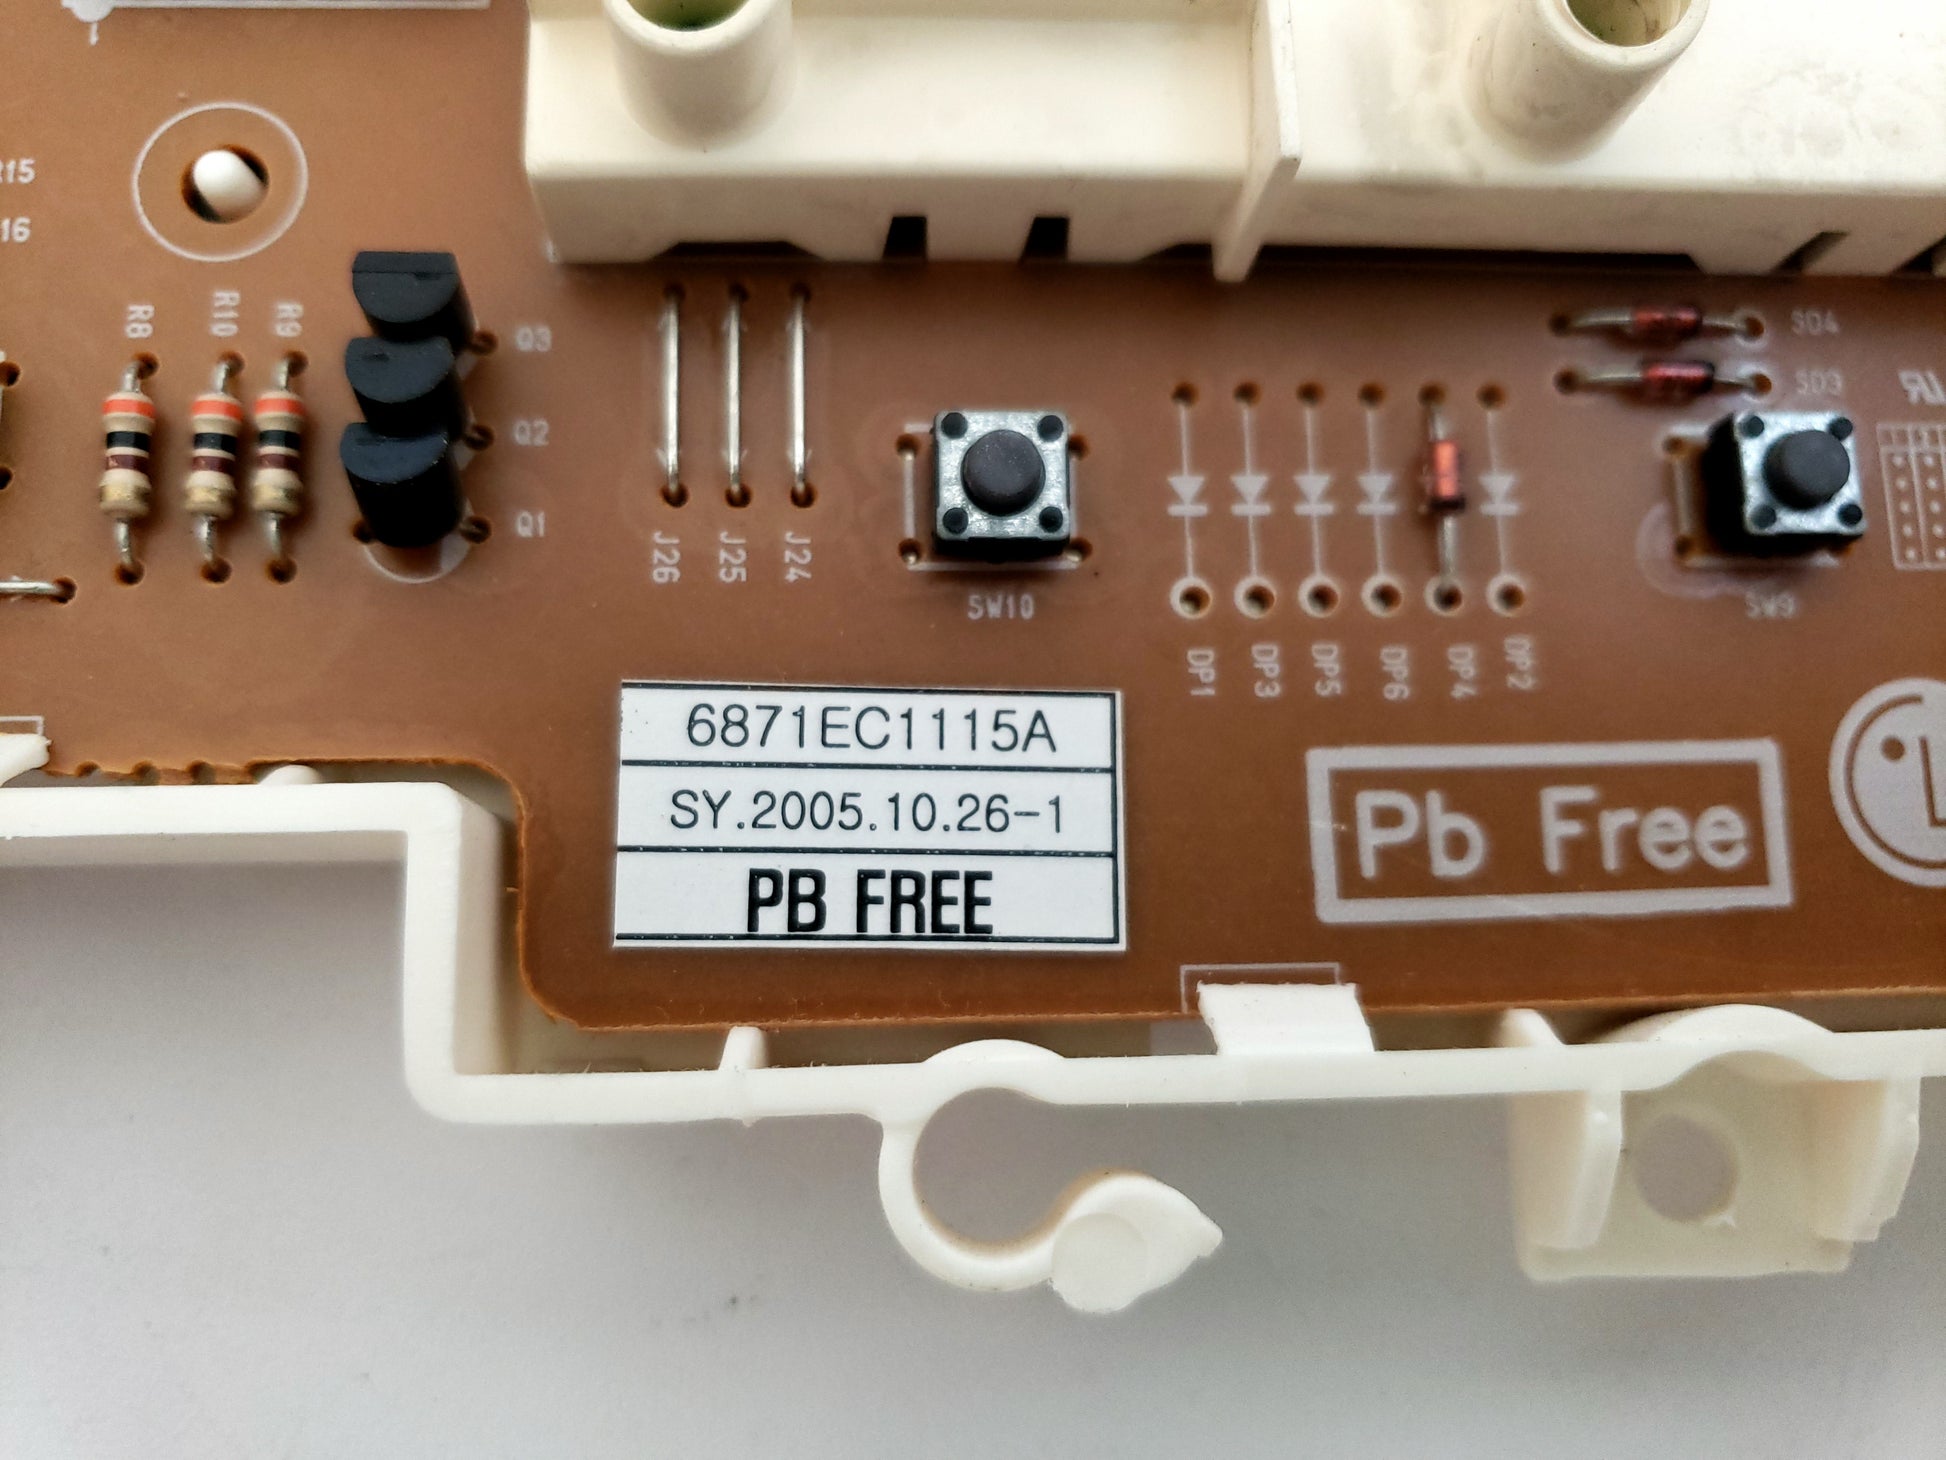 R15
16
R8
R10
R9
Q3
Q2
Q1
J26
J25
J24
SW10
SD4
SD3
SW9
DP1
DP3
DP5
DP6
DP4
DP2
6871EC1115A
SY.2005.10.26-1
PB FREE
Pb Free